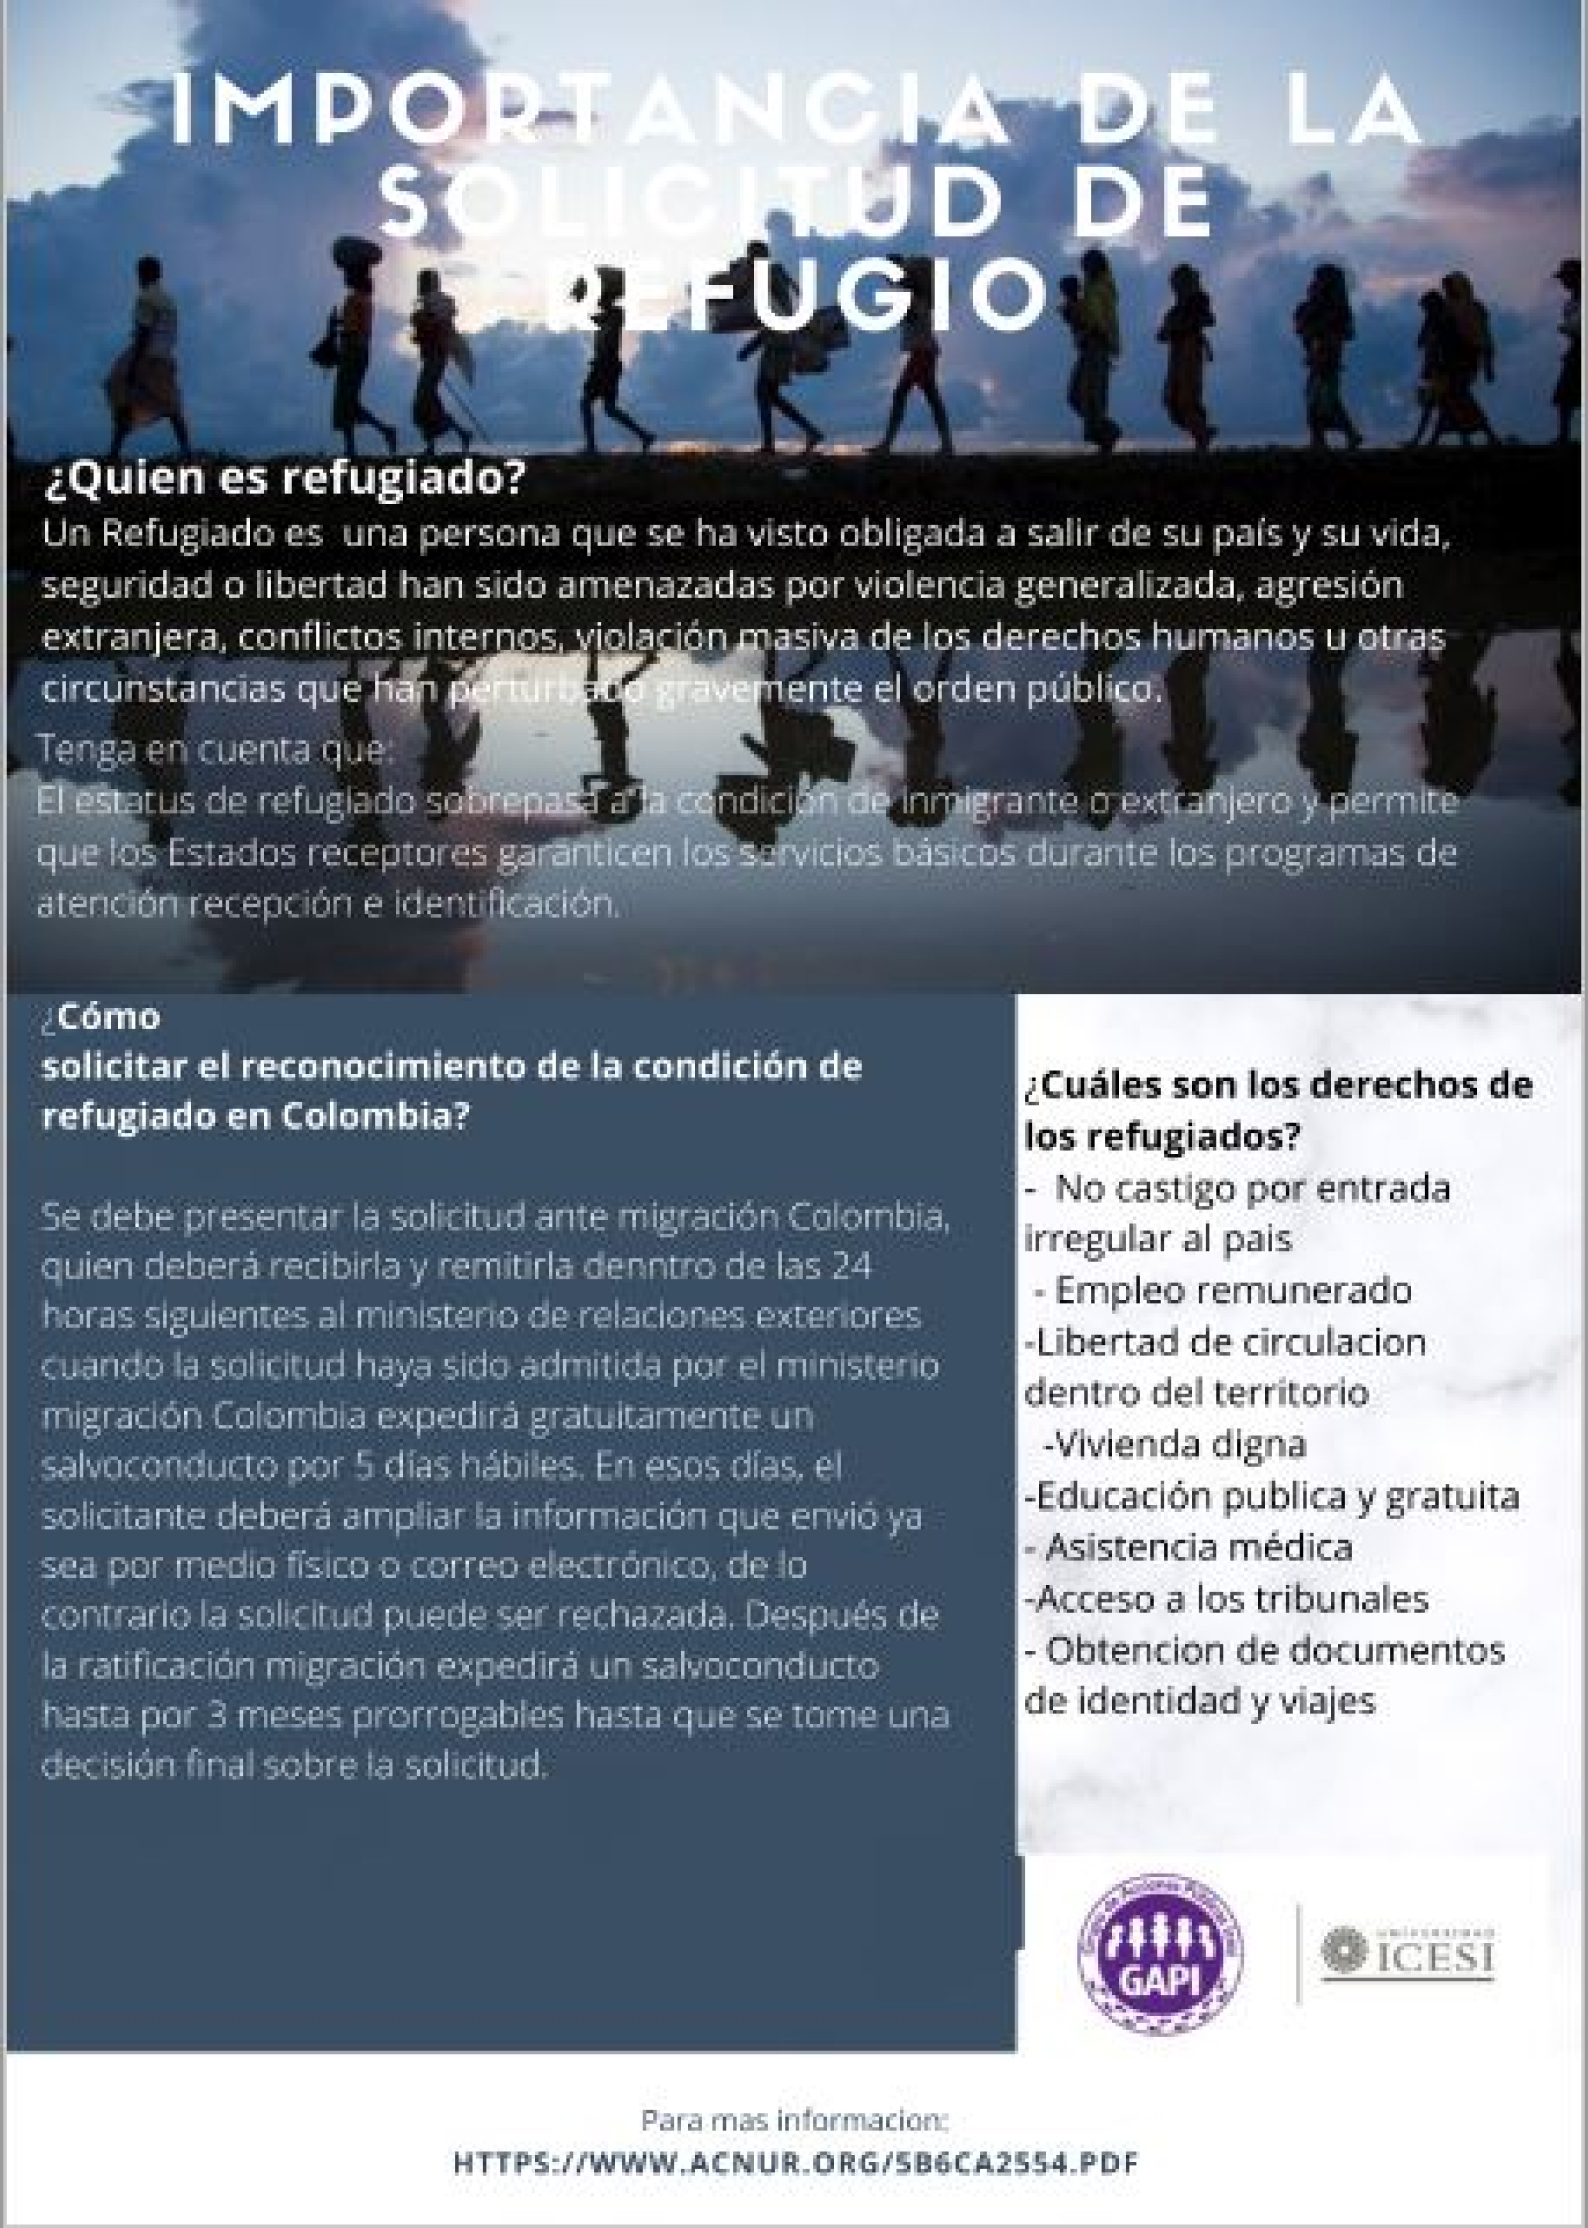 IMPORTANCIA DE LA
SOLICITUD DE
REFUGIO
¿Quien es refugiado?
Un Refugiado es una persona que se ha visto obligada a salir de su país y su vida,
seguridad o libertad han sido amenazadas por violencia generalizada, agresión
extranjera, conflictos internos, violación masiva de los derechos humanos u otras
circunstancias que han perturbado gravemente el orden público.
Tenga en cuenta que:
El estatus de refugiado sobrepasa a la condición de inmigrante o extranjero y permite
que los Estados receptores garanticen los servicios básicos durante los programas de
atención recepción e identificación.
¿Cómo
solicitar el reconocimiento de la condición de
refugiado en Colombia?
Se debe presentar la solicitud ante migración Colombia,
quien deberá recibirla y remitirla denntro de las 24
horas siguientes al ministerio de relaciones exteriores
cuando la solicitud haya sido admitida por el ministerio
migración Colombia expedirá gratuitamente un
salvoconducto por 5 días hábiles. En esos días, el
solicitante deberá ampliar la información que envió ya
sea por medio físico o correo electrónico, de lo
contrario la solicitud puede ser rechazada. Después de
la ratificación migración expedirá un salvoconducto
hasta por 3 meses prorrogables hasta que se tome una
decisión final sobre la solicitud.
¿Cuáles son los derechos de
los refugiados?
- No castigo por entrada
irregular al pais
- Empleo remunerado
-Libertad de circulacion
dentro del territorio
-Vivienda digna
-Educación publica y gratuita
- Asistencia médica
-Acceso a los tribunales
- Obtencion de documentos
de identidad y viajes
Grupo de Acciones Públicas Icesi
GAPI
UNIVERSIDAD
ICESI
Para mas informacion:
HTTPS://WWW.ACNUR.ORG/5B6CA2554.PDF